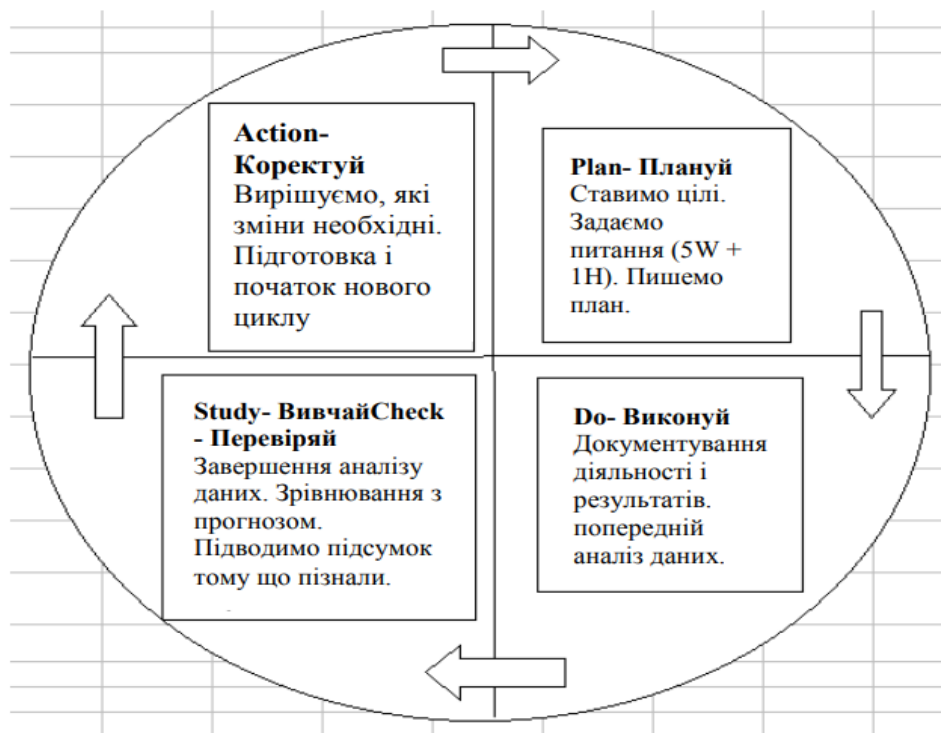 Action-
Коректуй
Вирішуємо, які
зміни необхідні.
Підготовка і
початок нового
циклу
Plan- Плануй
Ставимо цілі.
Задаємо
питання (5W +
1H). Пишемо
план.
Study- ВивчайCheck
- Перевіряй
Завершення аналізу
даних. Зрівнювання з
прогнозом.
Підводимо підсумок
тому що пізнали.
Do- Виконуй
Документування
діяльності і
результатів.
попередній
аналіз даних.